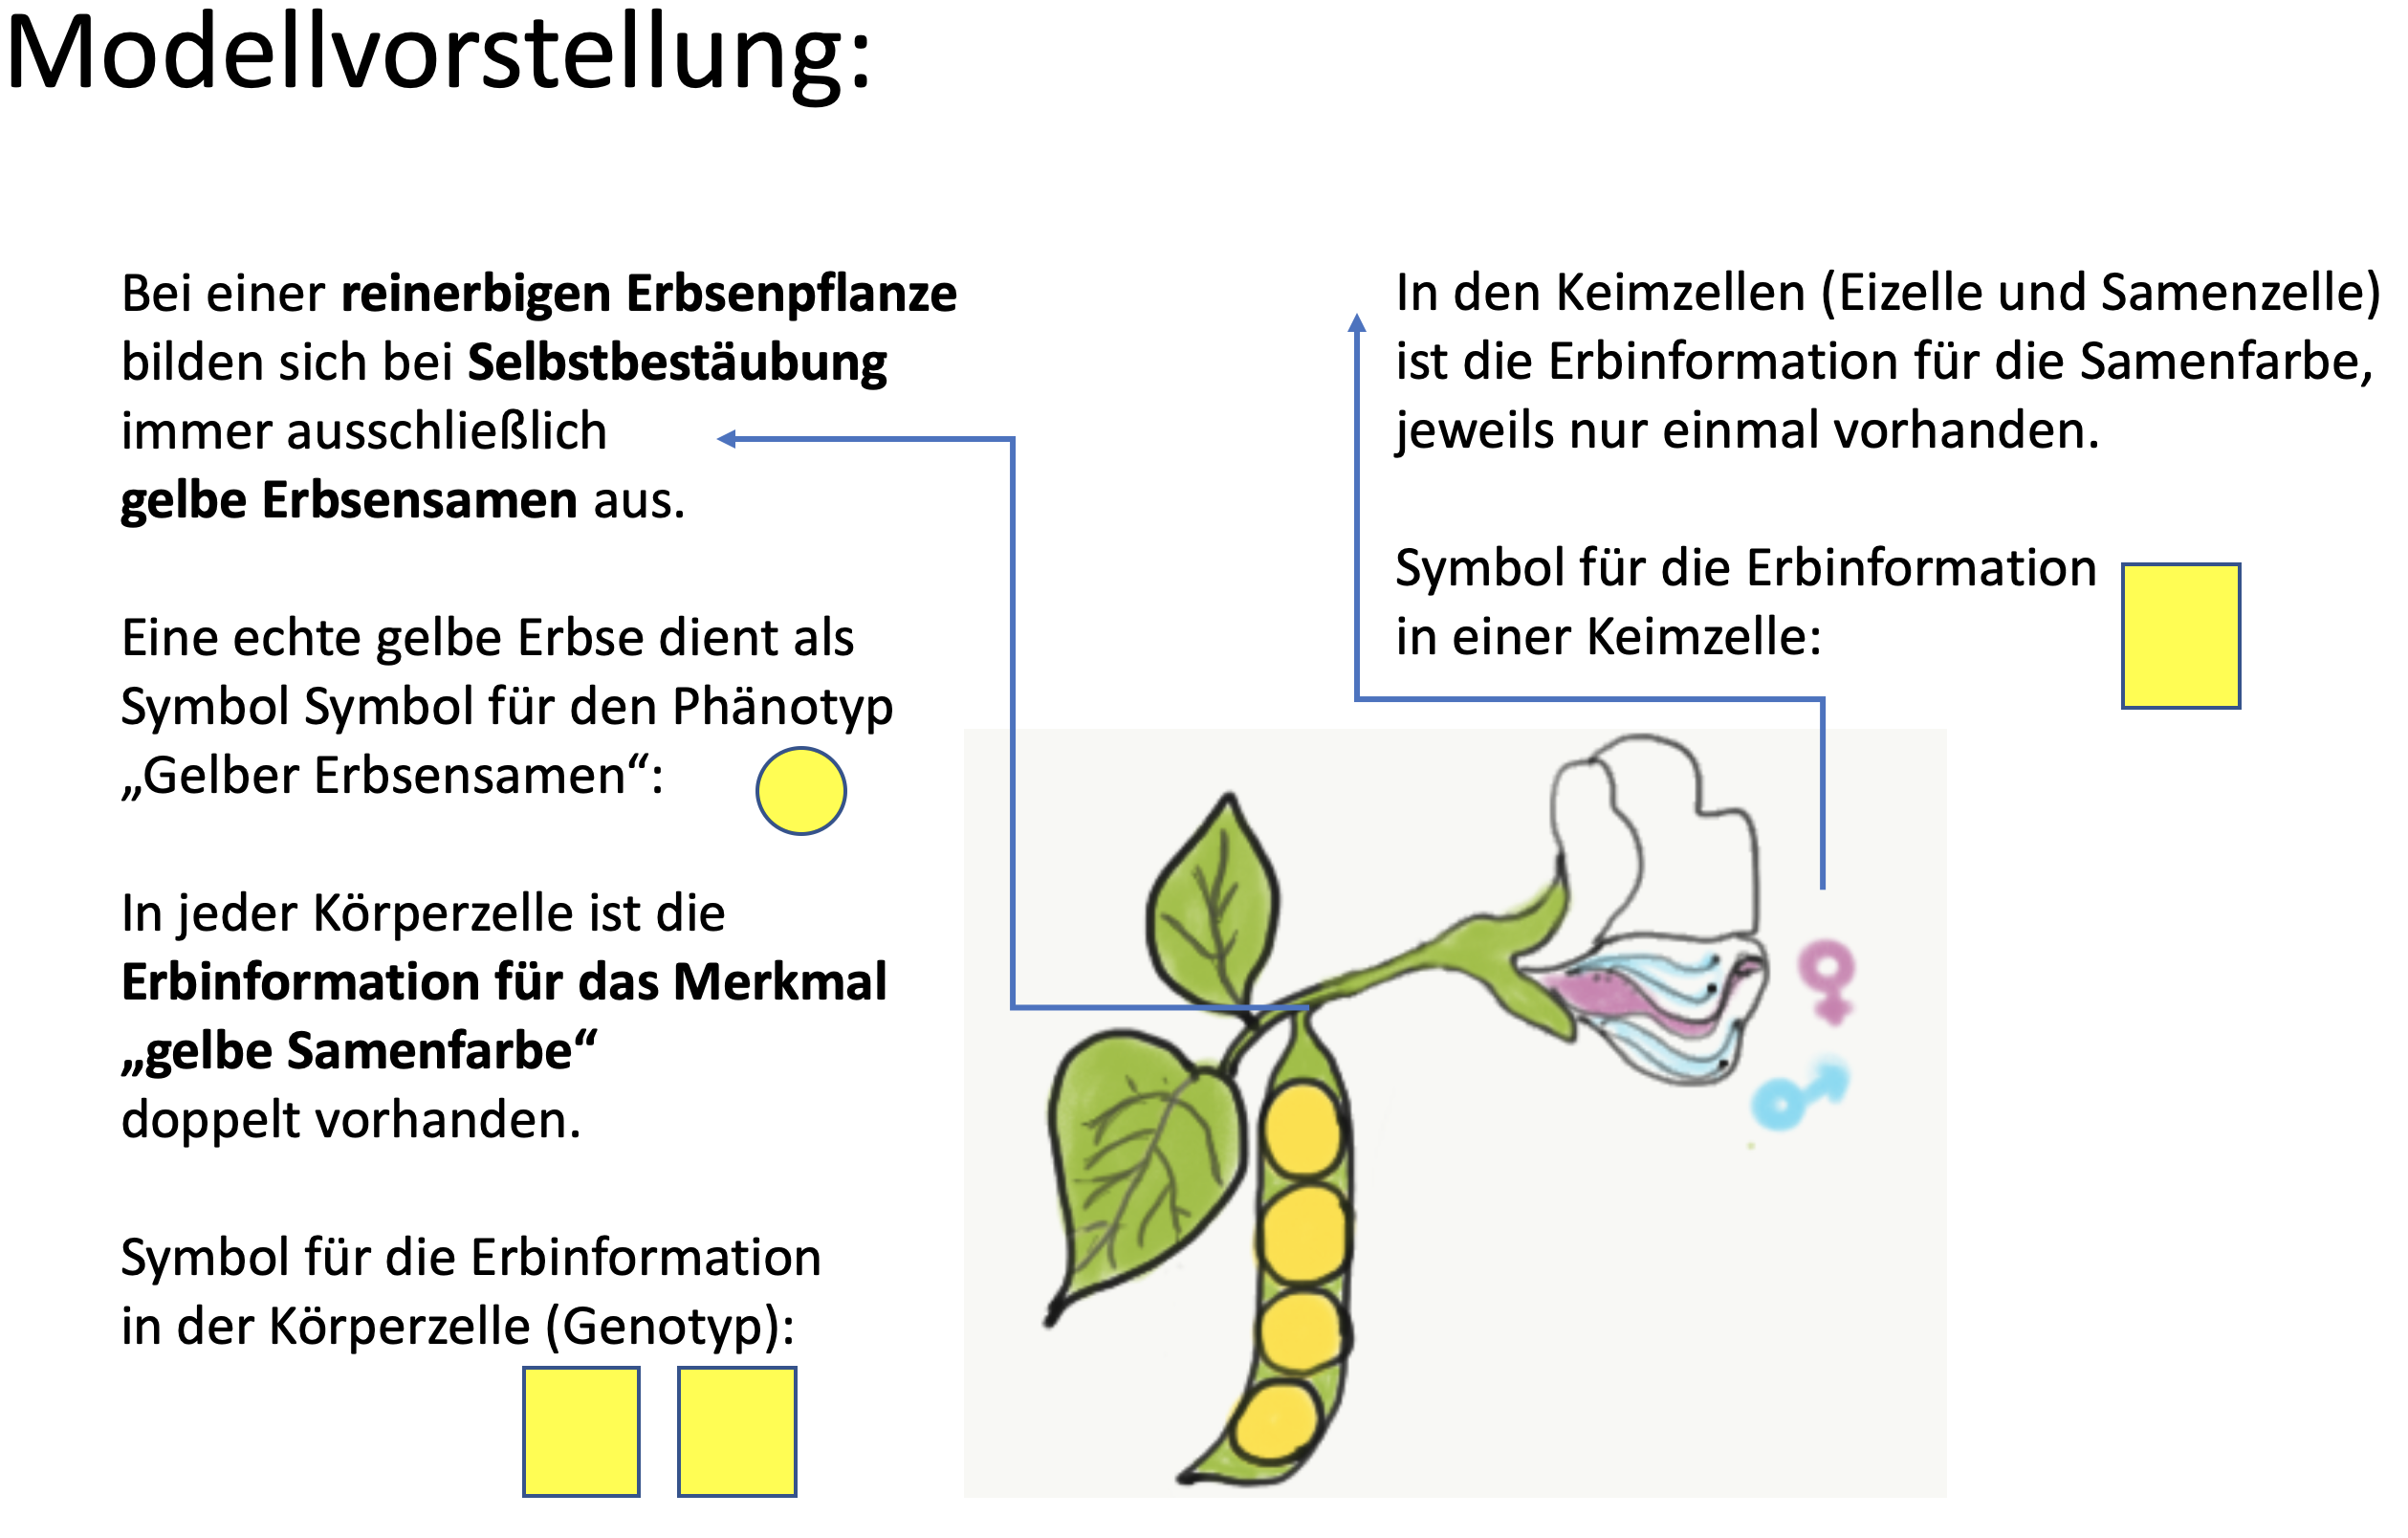 Modellvorstellung:
Bei einer reinerbigen Erbsenpflanze
bilden sich bei Selbstbestäubung
immer ausschließlich
gelbe Erbsensamen aus.
Eine echte gelbe Erbse dient als
Symbol Symbol für den Phänotyp
„Gelber Erbsensamen“:
In jeder Körperzelle ist die
Erbinformation für das Merkmal
„gelbe Samenfarbe“
doppelt vorhanden.
Symbol für die Erbinformation
in der Körperzelle (Genotyp):
In den Keimzellen (Eizelle und Samenzelle)
ist die Erbinformation für die Samenfarbe,
jeweils nur einmal vorhanden.
Symbol für die Erbinformation
in einer Keimzelle:
♀
♂